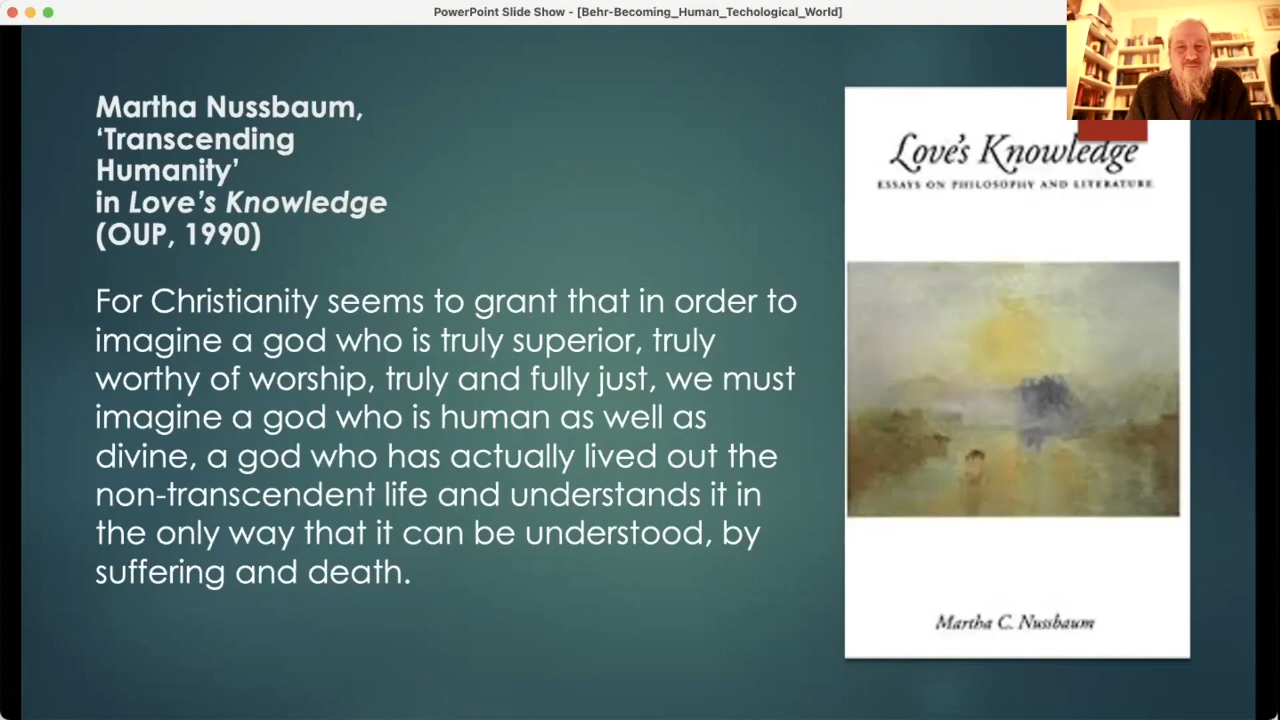 PowerPoint Slide Show - [Behr-Becoming_Human_Techological_World]
Martha Nussbaum,
‘Transcending
Humanity’
in Love’s Knowledge
(OUP, 1990)
For Christianity seems to grant that in order to
imagine a god who is truly superior, truly
worthy of worship, truly and fully just, we must
imagine a god who is human as well as
divine, a god who has actually lived out the
non-transcendent life and understands it in
the only way that it can be understood, by
suffering and death.
Love's Knowledge
ESSAYS ON PHILOSOPHY AND LITERATURE
Martha C. Nussbaum